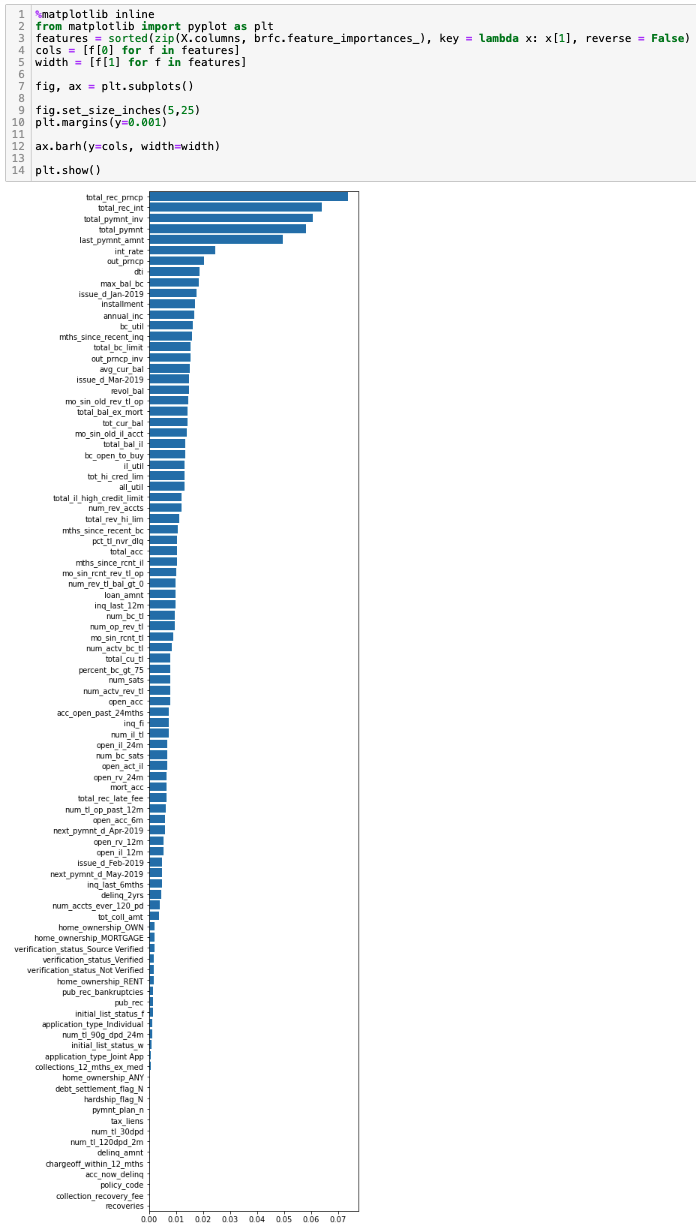 1 %matplotlib inline
2 from matplotlib import pyplot as plt
3 features = sorted(zip(X.columns, brfc.feature_importances_), key = lambda x: x[1], reverse = False)
4 cols = [f[0] for f in features]
5 width = [f[1] for f in features]
6
7 fig, ax = plt.subplots()
8
9 fig.set_size_inches(5,25)
10 plt.margins(y=0.001)
11
12 ax.barh(y=cols, width=width)
13
14 plt.show()
total_rec_prncp
total_rec_int
total_pymnt_inv
total_pymnt
last_pymnt_amnt
int_rate
out_prncp
dti
max_bal_bc
issue_d_Jan-2019
installment
annual_inc
bc_util
mths_since_recent_inq
total_bc_limit
out_prncp_inv
avg_cur_bal
issue_d_Mar-2019
revol_bal
mo_sin_old_rev_tl_op
total_bal_ex_mort
tot_cur_bal
mo_sin_old_il_acct
total_bal_il
bc_open_to_buy
il_util
tot_hi_cred_lim
all_util
total_il_high_credit_limit
num_rev_accts
total_rev_hi_lim
mths_since_recent_bc
pct_tl_nvr_dlq
total_acc
mths_since_rcnt_il
mo_sin_rcnt_rev_tl_op
num_rev_tl_bal_gt_0
loan_amnt
inq_last_12m
num_bc_tl
num_op_rev_tl
mo_sin_rcnt_tl
num_actv_bc_tl
total_cu_tl
percent_bc_gt_75
num_sats
num_actv_rev_tl
open_acc
acc_open_past_24mths
inq_fi
num_il_tl
open_il_24m
num_bc_sats
open_act_il
open_rv_24m
mort_acc
total_rec_late_fee
num_tl_op_past_12m
open_acc_6m
next_pymnt_d_Apr-2019
open_rv_12m
open_il_12m
issue_d_Feb-2019
next_pymnt_d_May-2019
inq_last_6mths
delinq_2yrs
num_accts_ever_120_pd
tot_coll_amt
home_ownership_OWN
home_ownership_MORTGAGE
verification_status_Source Verified
verification_status_Verified
verification_status_Not Verified
home_ownership_RENT
pub_rec_bankruptcies
pub_rec
initial_list_status_f
application_type_Individual
num_tl_90g_dpd_24m
initial_list_status_w
application_type_Joint App
collections_12_mths_ex_med
home_ownership_ANY
debt_settlement_flag_N
hardship_flag_N
pymnt_plan_n
tax_liens
num_tl_30dpd
num_tl_120dpd_2m
delinq_amnt
chargeoff_within_12_mths
acc_now_delinq
policy_code
collection_recovery_fee
recoveries
0.00 0.01 0.02 0.03 0.04 0.05 0.06 0.07